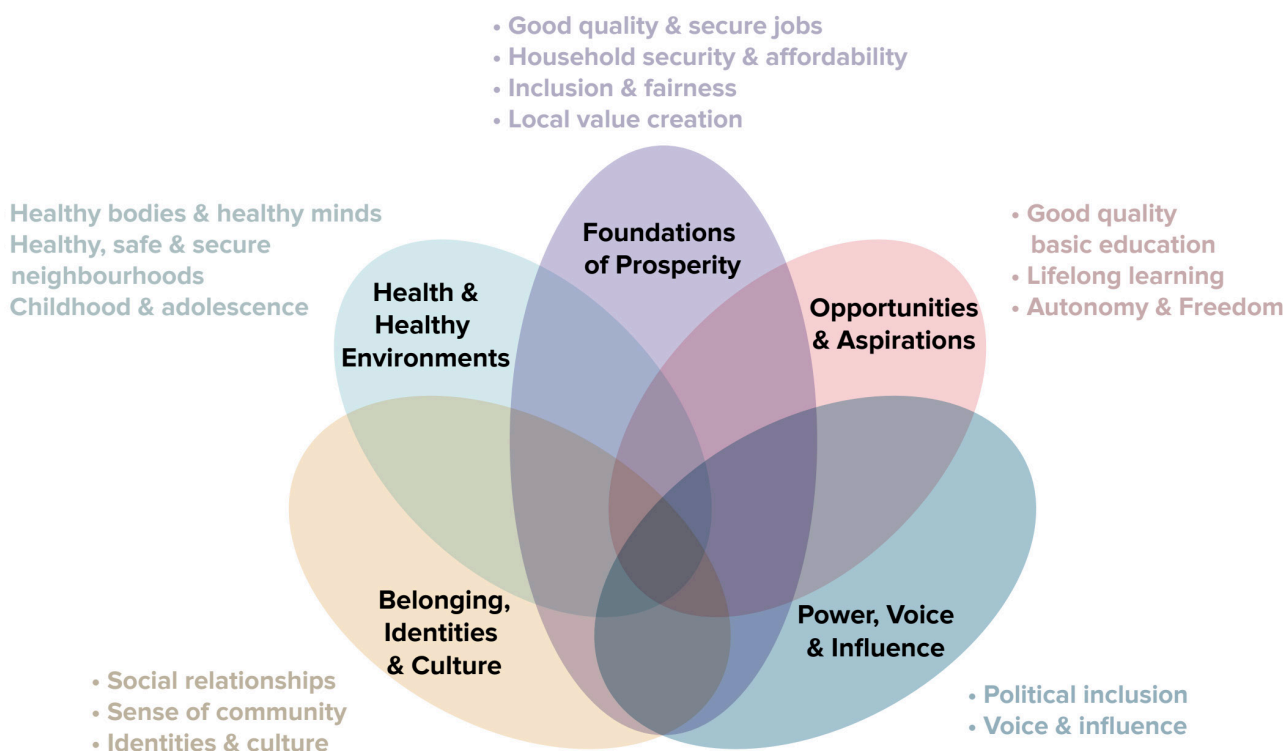 • Good quality & secure jobs
• Household security & affordability
• Inclusion & fairness
• Local value creation
Healthy bodies & healthy minds
Healthy, safe & secure
neighbourhoods
Childhood & adolescence
Foundations
of Prosperity
• Good quality
basic education
• Lifelong learning
• Autonomy & Freedom
Health &
Healthy
Environments
Opportunities
& Aspirations
Belonging,
Identities
& Culture
Power, Voice
& Influence
• Social relationships
• Sense of community
• Identities & culture
• Political inclusion
• Voice & influence